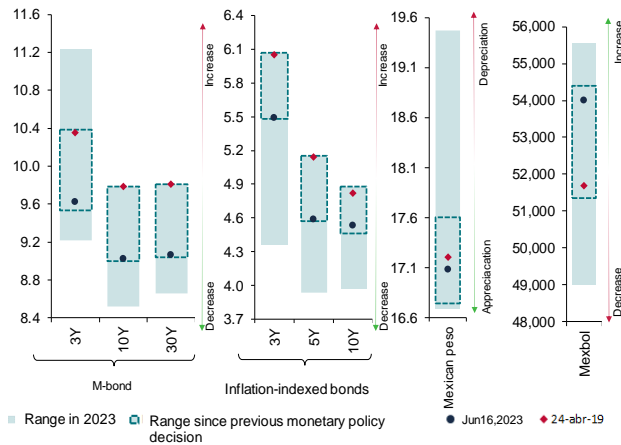 11.6
11.2
10.8
10.4
10.0
9.6
9.2
8.8
8.4
Increase
Decrease
3Y
10Y
30Y
M-bond
6.1
5.8
5.5
5.2
4.9
4.6
4.3
4.0
3.7
Increase
Decrease
3Y
5Y
10Y
Inflation-indexed bonds
19.6
19.1
18.6
18.1
17.6
17.1
16.6
Depreciation
Appreciacation
Mexican peso
56,000
55,000
54,000
53,000
52,000
51,000
50,000
49,000
48,000
Increase
Decrease
Mexbol
Range in 2023
Range since previous monetary policy
decision
Jun16,2023
24-abr-19